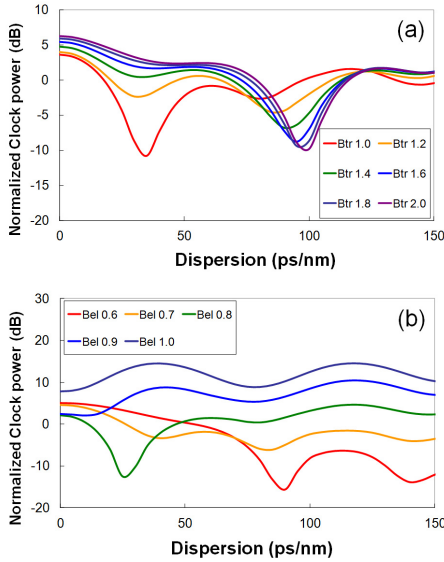 (a)
Normalized Clock power (dB)
10
5
0
-5
-10
-15
-20
Btr 1.0 Btr 1.2
Btr 1.4 Btr 1.6
Btr 1.8 Btr 2.0
0 50 100 150
Dispersion (ps/nm)
(b)
Normalized Clock power (dB)
30
20
10
0
-10
-20
Bel 0.6 Bel 0.7 Bel 0.8
Bel 0.9 Bel 1.0
0 50 100 150
Dispersion (ps/nm)